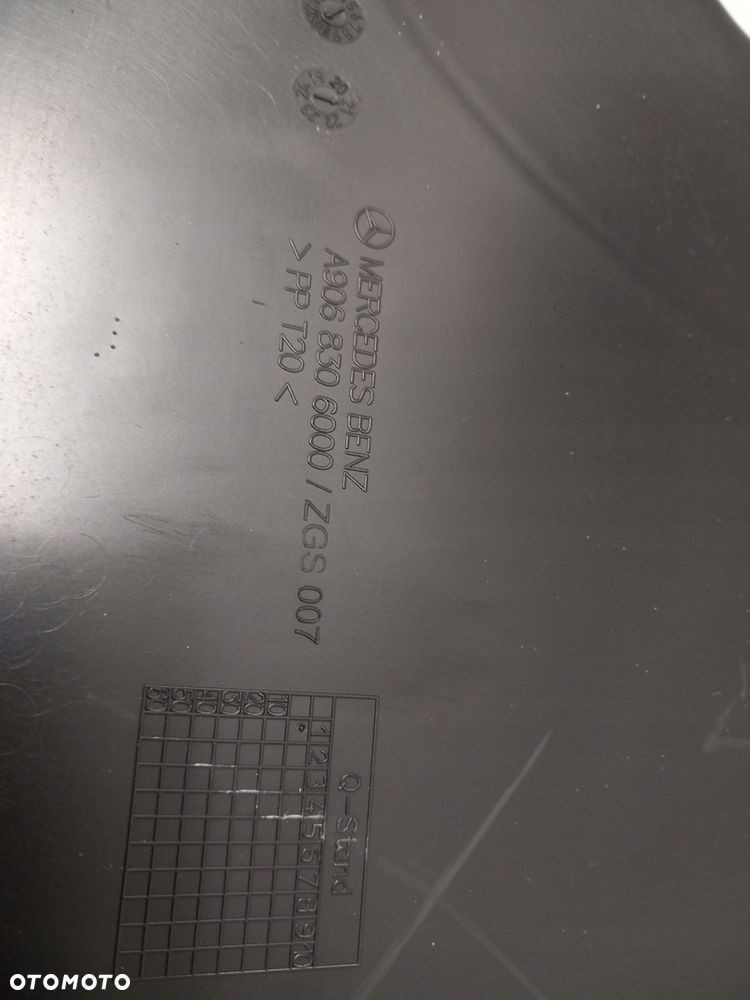 MERCEDES BENZ
A906 830 6000 / ZGS 007
> PP T20 <
Q-Stand
1 2 3 4 5 6 7 8 9 10
10
20
30
40
50
60
OTOMOTO